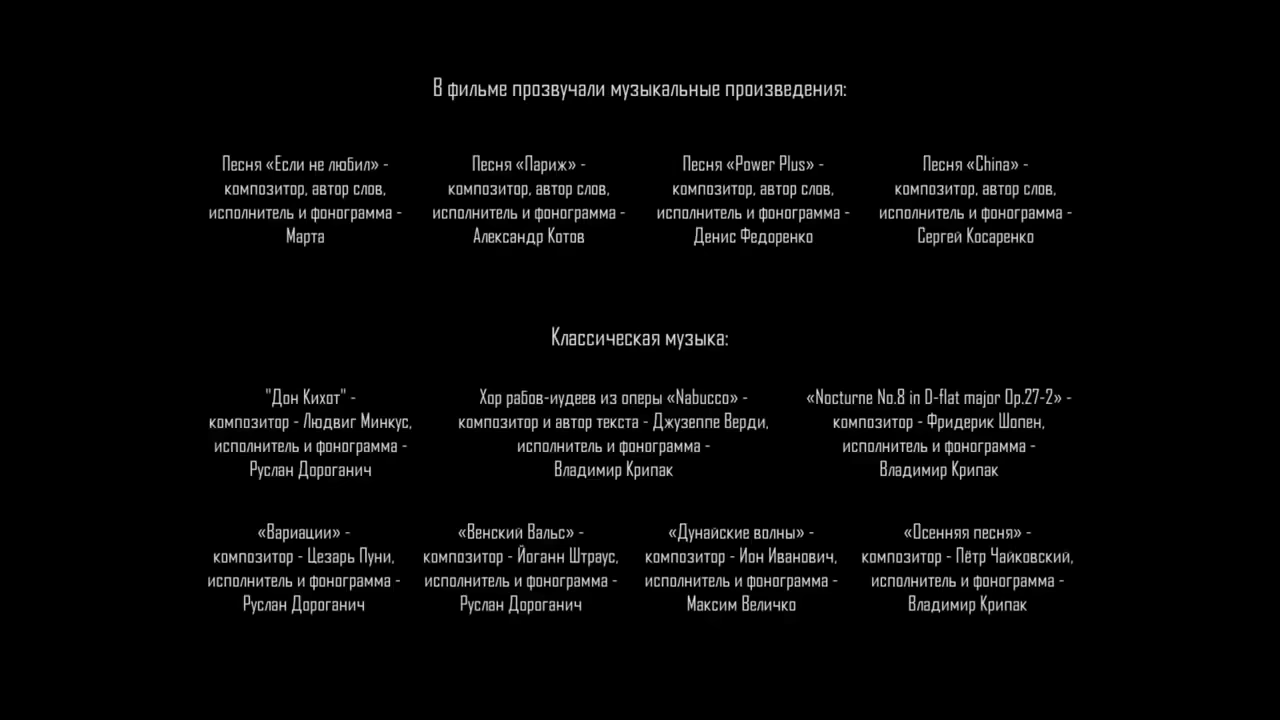 В фильме прозвучали музыкальные произведения:
Песня «Если не любил» -
композитор, автор слов,
исполнитель и фонограмма -
Марта
Песня «Париж» -
композитор, автор слов,
исполнитель и фонограмма -
Александр Котов
Песня «Power Plus» -
композитор, автор слов,
исполнитель и фонограмма -
Денис Федоренко
Песня «China» -
композитор, автор слов,
исполнитель и фонограмма -
Сергей Косаренко
Классическая музыка:
"Дон Кихот" -
композитор - Людвиг Минкус,
исполнитель и фонограмма -
Руслан Дороганич
Хор рабов-иудеев из оперы «Nabucco» -
композитор и автор текста - Джузеппе Верди,
исполнитель и фонограмма -
Владимир Крипак
«Nocturne No.8 in D-flat major Op.27-2» -
композитор - Фридерик Шопен,
исполнитель и фонограмма -
Владимир Крипак
«Вариации» -
композитор - Цезарь Пуни,
исполнитель и фонограмма -
Руслан Дороганич
«Венский Вальс» -
композитор - Йоганн Штраус,
исполнитель и фонограмма -
Руслан Дороганич
«Дунайские волны» -
композитор - Ион Иванович,
исполнитель и фонограмма -
Максим Величко
«Осенняя песня» -
композитор - Пётр Чайковский,
исполнитель и фонограмма -
Владимир Крипак